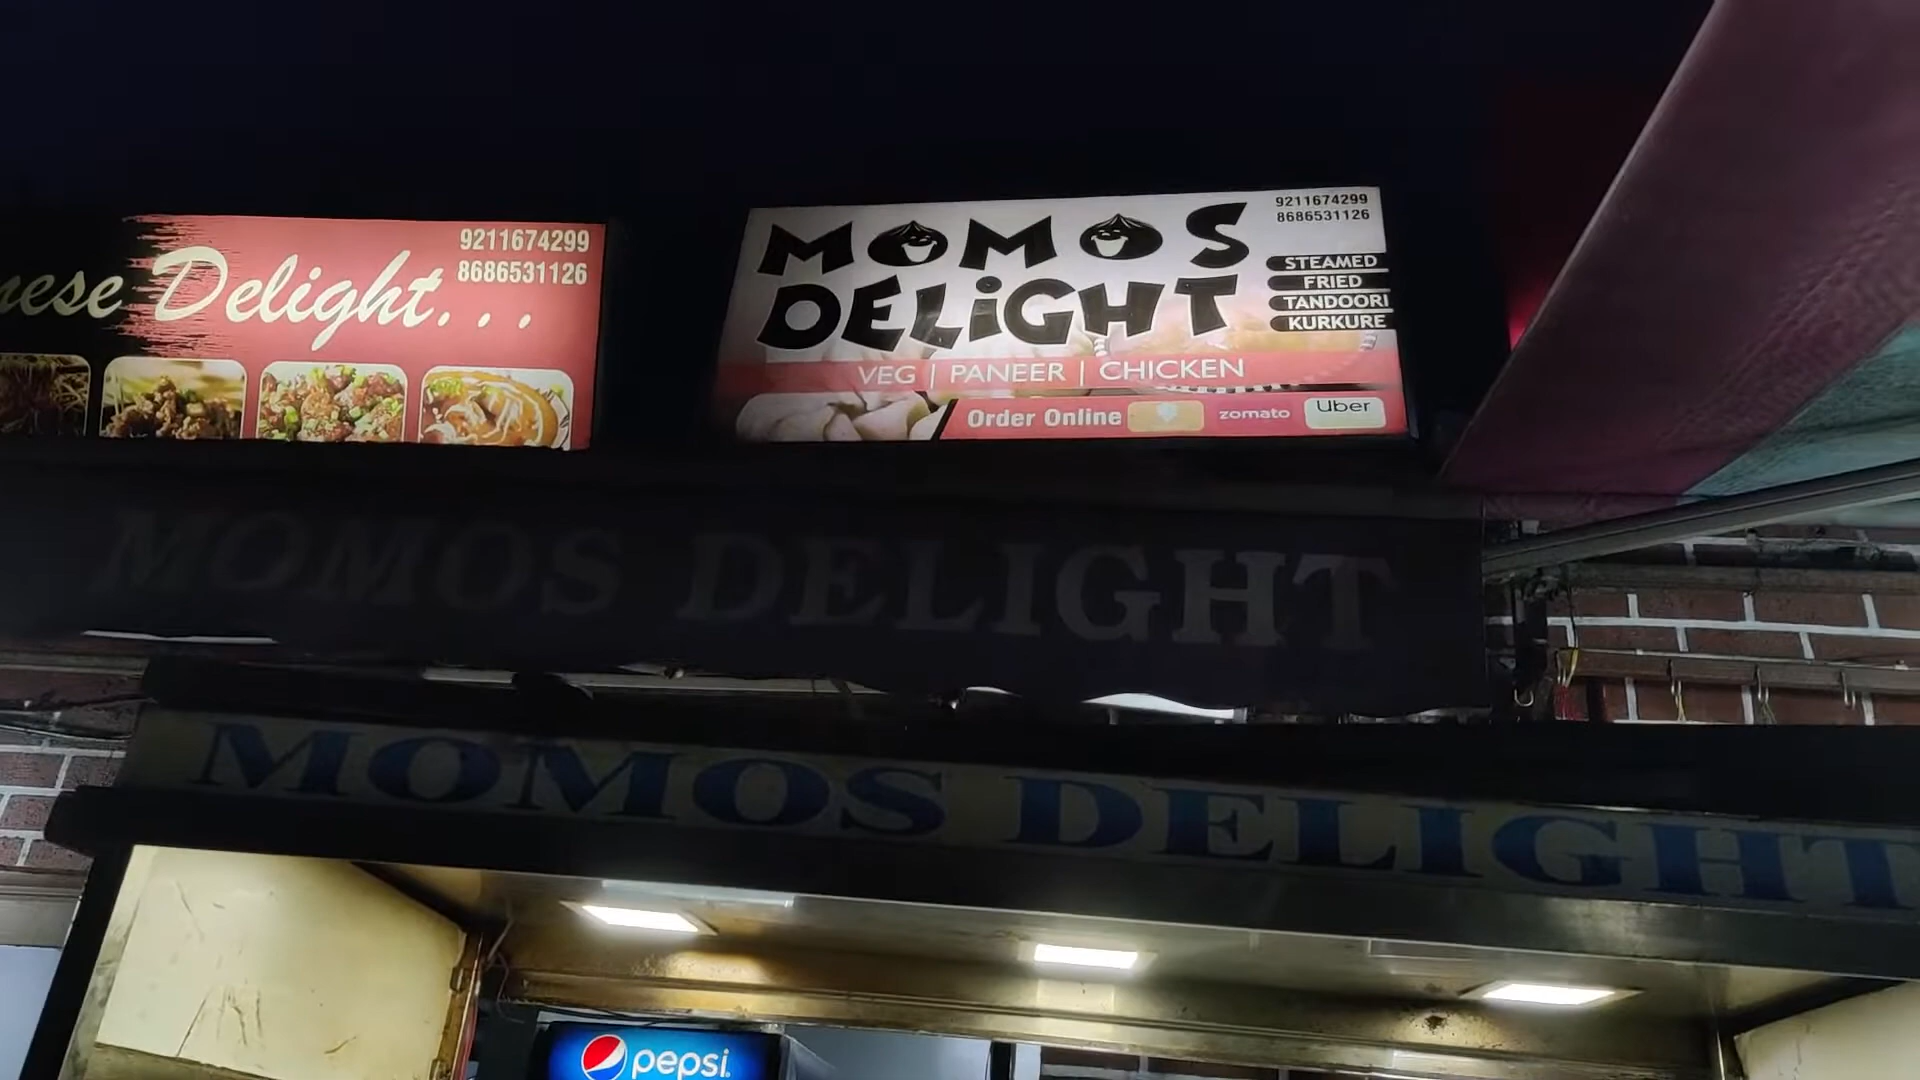 nese Delight...
9211674299
8686531126
MOMOS
DELiGHT
9211674299
8686531126
STEAMED
FRIED
TANDOORI
KURKURE
VEG | PANEER | CHICKEN
Order Online zomato Uber
MOMOS DELIGHT
MOMOS DELIGHT
pepsi